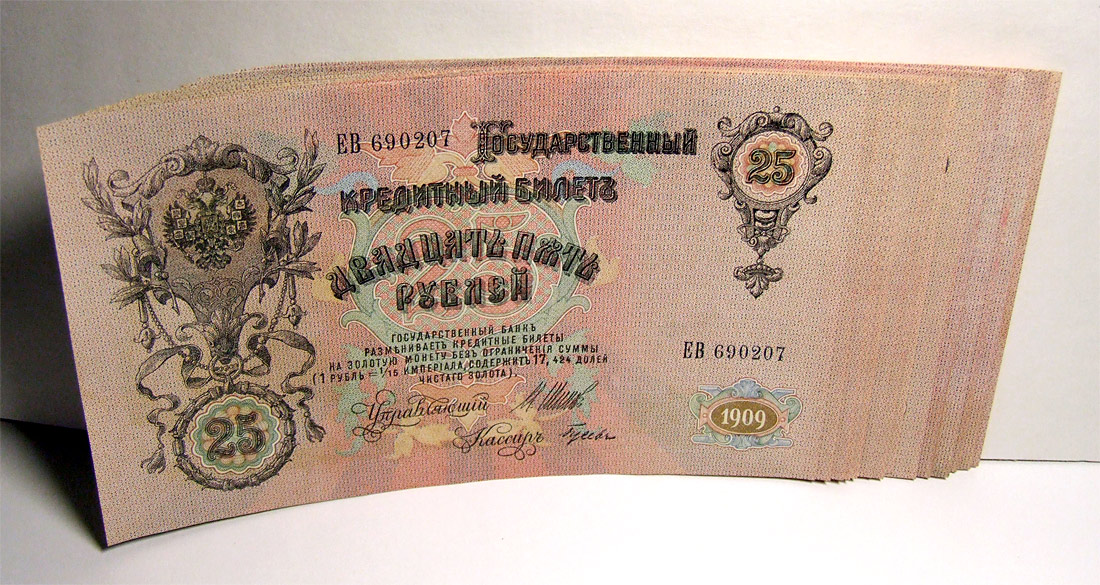 ЕВ 690207
Государственный
кредитный билетъ
двадцать пять
рублей
25
25
ГОСУДАРСТВЕННЫЙ БАНКЪ
РАЗМѢНИВАЕТЪ КРЕДИТНЫЕ БИЛЕТЫ
НА ЗОЛОТУЮ МОНЕТУ БЕЗЪ ОГРАНИЧЕНІЯ СУММЫ
(1 РУБЛЬ = 1/15 ИМПЕРІАЛА, СОДЕРЖИТЪ 17,424 ДОЛЕЙ
ЧИСТАГО ЗОЛОТА).
ЕВ 690207
Управляющій
Кассиръ
25
1909